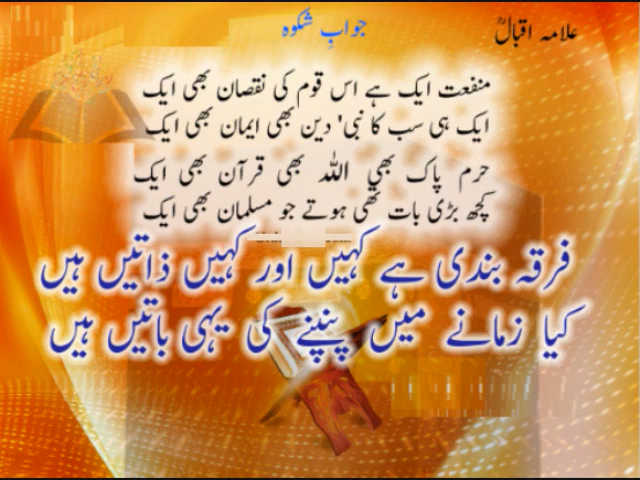 علامہ اقبالؒ
جوابِ شکوہ
منفعت ایک ہے اس قوم کی نقصان بھی ایک
ایک ہی سب کا نبی' دین بھی ایمان بھی ایک
حرم پاک بھی اللہ بھی قرآن بھی ایک
کچھ بڑی بات تھی ہوتے جو مسلمان بھی ایک
فرقہ بندی ہے کہیں اور کہیں ذاتیں ہیں
کیا زمانے میں پنپنے کی یہی باتیں ہیں